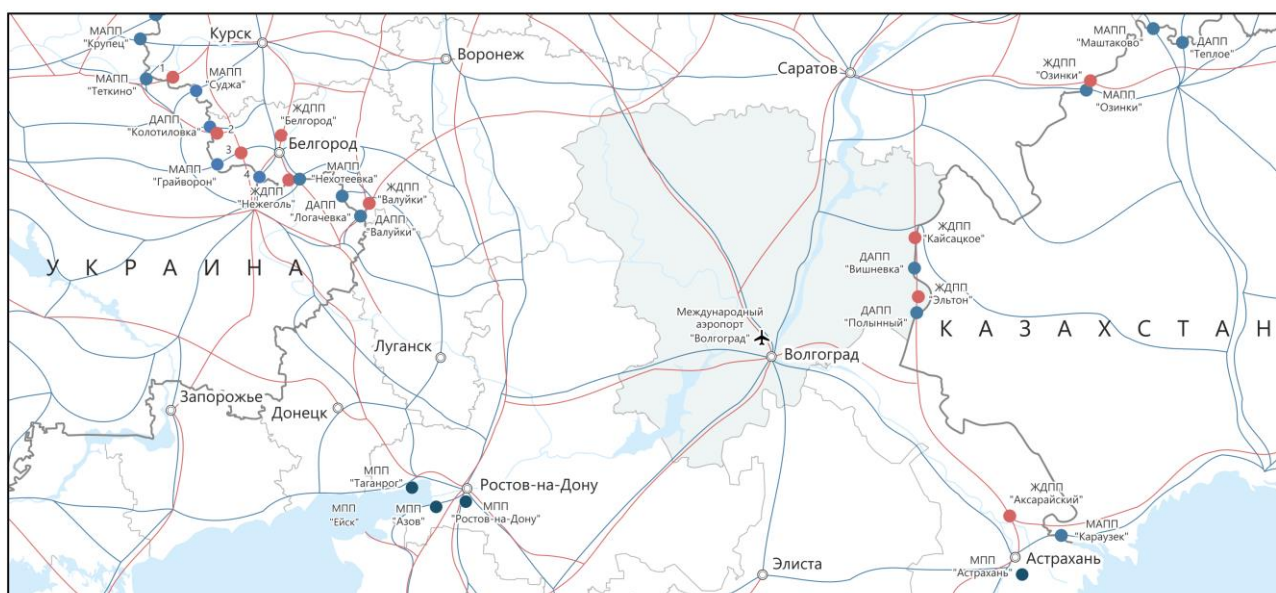 МАПП
"Крупец"
Курск
Воронеж
Саратов
МАПП
"Маштаково"
ДАПП
"Теплое"
1
МАПП
"Теткино"
МАПП
"Суджа"
ЖДПП
"Озинки"
МАПП
"Озинки"
ДАПП
"Колотиловка"
2
ЖДПП
"Белгород"
Белгород
3
МАПП
"Грайворон"
4
МАПП
"Нехотеевка"
ЖДПП
"Нежеголь"
ДАПП
"Логачевка"
ЖДПП
"Валуйки"
ДАПП
"Валуйки"
УКРАИНА
ЖДПП
"Кайсацкое"
ДАПП
"Вишневка"
ЖДПП
"Эльтон"
ДАПП
"Полынный"
КАЗАХСТАН
Международный
аэропорт
"Волгоград"
Волгоград
Луганск
Запорожье
Донецк
МПП
"Таганрог"
Ростов-на-Дону
МПП
"Ейск"
МПП
"Азов"
МПП
"Ростов-на-Дону"
ЖДПП
"Аксарайский"
МАПП
"Караузек"
Элиста
МПП
"Астрахань"
Астрахань